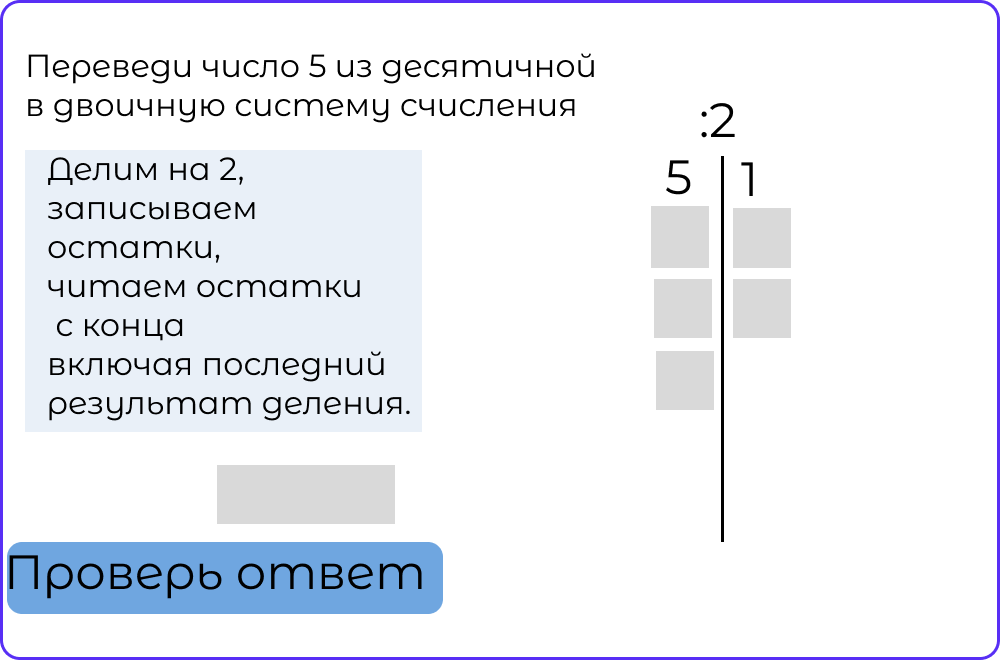 Переведи число 5 из десятичной
в двоичную систему счисления
:2
5 1
Делим на 2,
записываем
остатки,
читаем остатки
с конца
включая последний
результат деления.
Проверь ответ